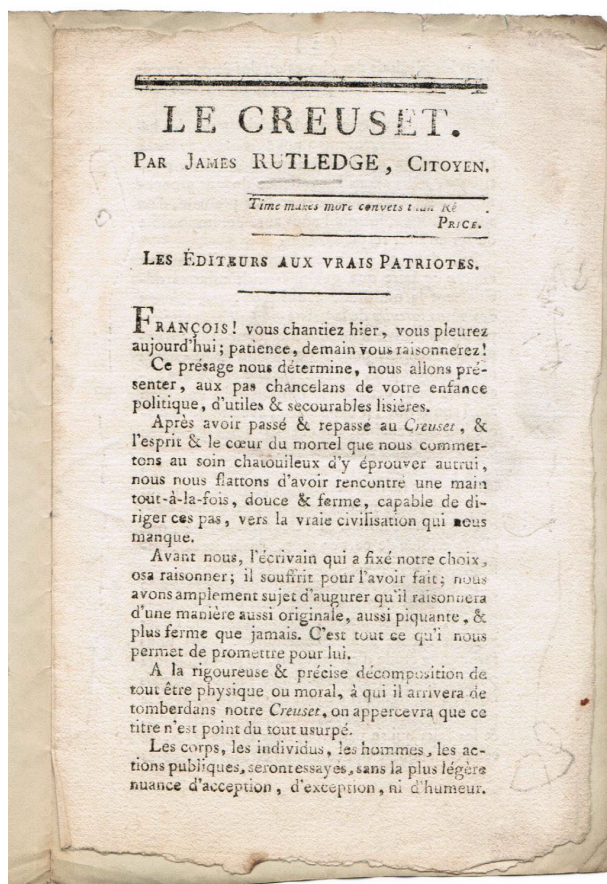 LE CREUSET.
PAR JAMES RUTLEDGE, CITOYEN.
Time makes more convets than Ré
PRICE.
LES ÉDITEURS AUX VRAIS PATRIOTES.
FRANÇOIS! vous chantiez hier, vous pleurez
aujourd'hui; patience, demain vous raisonnerez!
Ce présage nous détermine, nous allons pré-
senter, aux pas chancelans de votre enfance
politique, d'utiles & secourables lisières.
Après avoir passé & repassé au Creuset, &
l'esprit & le cœur du mortel que nous commet-
tons au soin chatouileux d'y éprouver autrui,
nous nous flattons d'avoir rencontré une main
tout-à-la-fois, douce & ferme, capable de di-
riger ces pas, vers la vraie civilisation qui nous
manque.
Avant nous, l'écrivain qui a fixé notre choix,
osa raisonner; il souffrit pour l'avoir fait; nous
avons amplement sujet d'augurer qu'il raisonnera
d'une manière aussi originale, aussi piquante, &
plus ferme que jamais. C'est tout ce qu'i nous
permet de promettre pour lui.
A la rigoureuse & précise décomposition de
tout être physique ou moral, à qui il arrivera de
tomberdans notre Creuset, on appercevra que ce
titre n'est point du tout usurpé.
Les corps, les individus, les hommes, les ac-
tions publiques, serontessayés, sans la plus légère
nuance d'acception, d'exception, ni d'humeur.